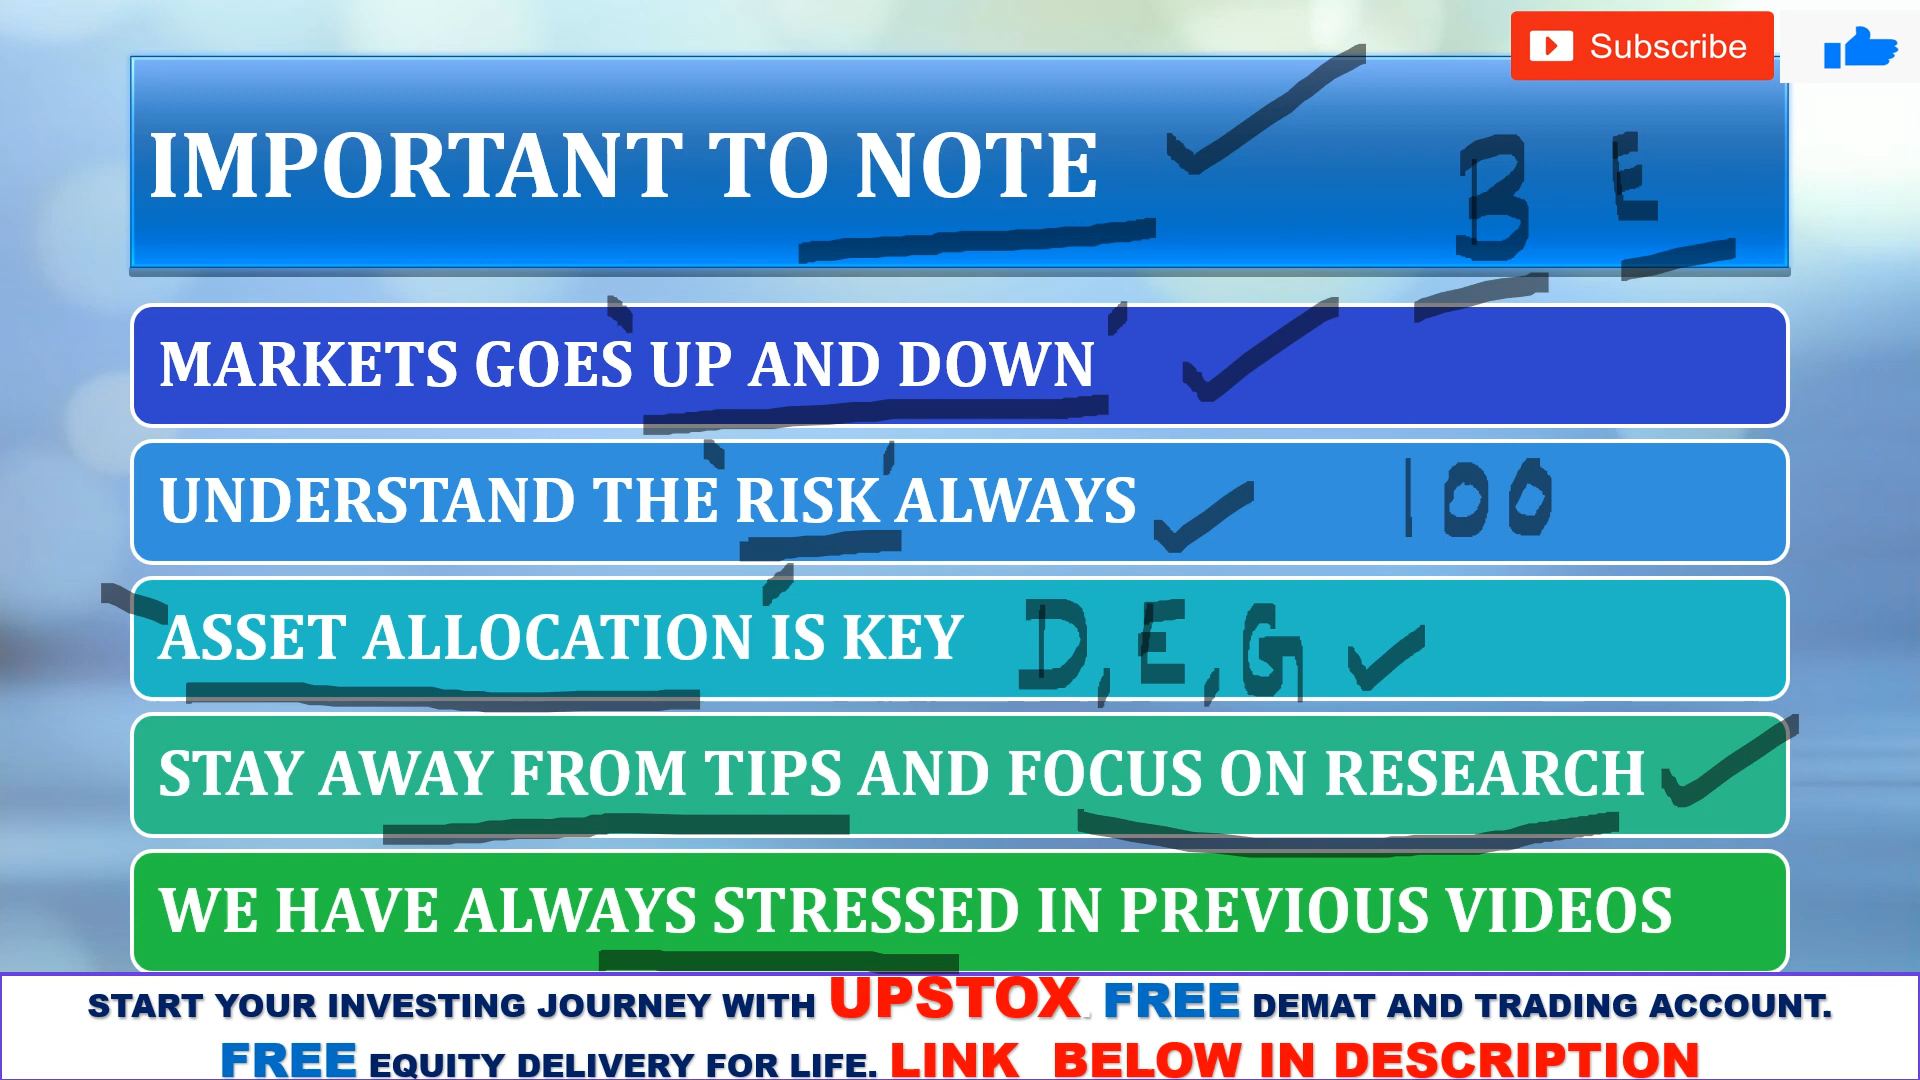 Subscribe
IMPORTANT TO NOTE
B E
MARKETS GOES UP AND DOWN
UNDERSTAND THE RISK ALWAYS 100
ASSET ALLOCATION IS KEY D, E, G
STAY AWAY FROM TIPS AND FOCUS ON RESEARCH
WE HAVE ALWAYS STRESSED IN PREVIOUS VIDEOS
START YOUR INVESTING JOURNEY WITH UPSTOX. FREE DEMAT AND TRADING ACCOUNT.
FREE EQUITY DELIVERY FOR LIFE. LINK BELOW IN DESCRIPTION